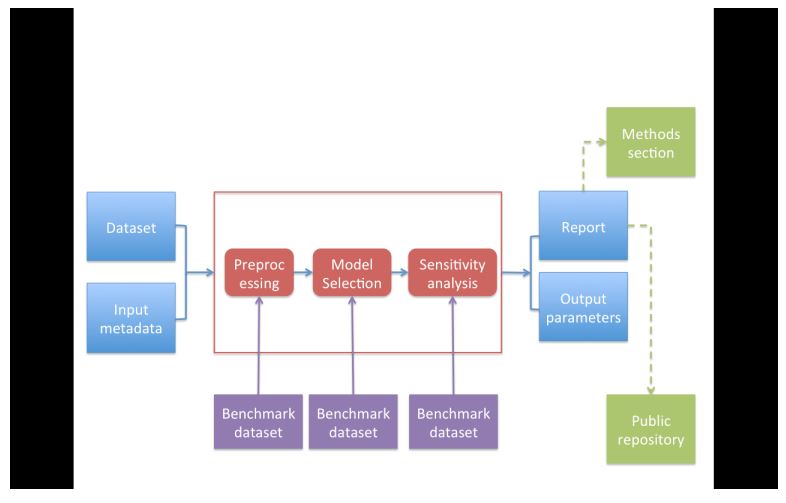 Methods
section
Dataset
Report
Preproc
essing
Model
Selection
Sensitivity
analysis
Input
metadata
Output
parameters
Benchmark
dataset
Benchmark
dataset
Benchmark
dataset
Public
repository